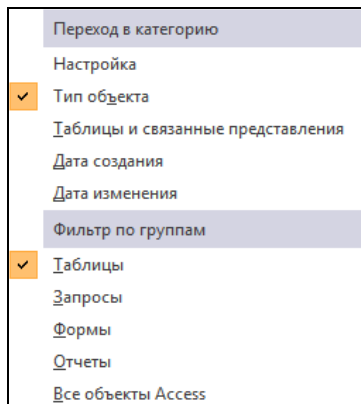 Переход в категорию
Настройка
Тип объекта
Таблицы и связанные представления
Дата создания
Дата изменения
Фильтр по группам
Таблицы
Запросы
Формы
Отчеты
Все объекты Access